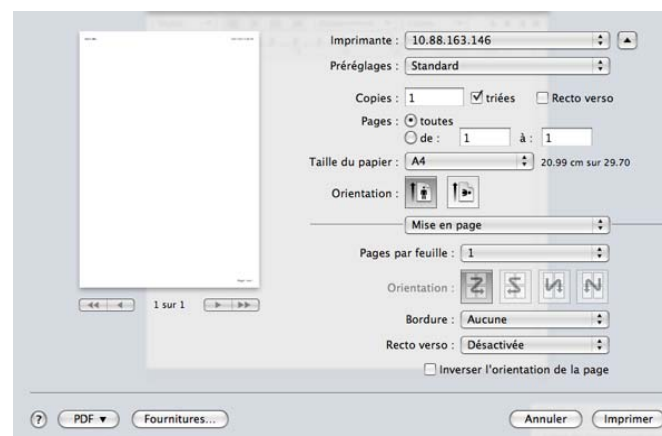 Imprimante : 10.88.163.146
Préréglages : Standard
Copies : 1 triées Recto verso
Pages : toutes
de : 1 à : 1
Taille du papier : A4 20.99 cm sur 29.70
Orientation :
Mise en page
Pages par feuille : 1
Orientation :
Bordure : Aucune
Recto verso : Désactivée
Inverser l'orientation de la page
1 sur 1
? PDF Fournitures... Annuler Imprimer